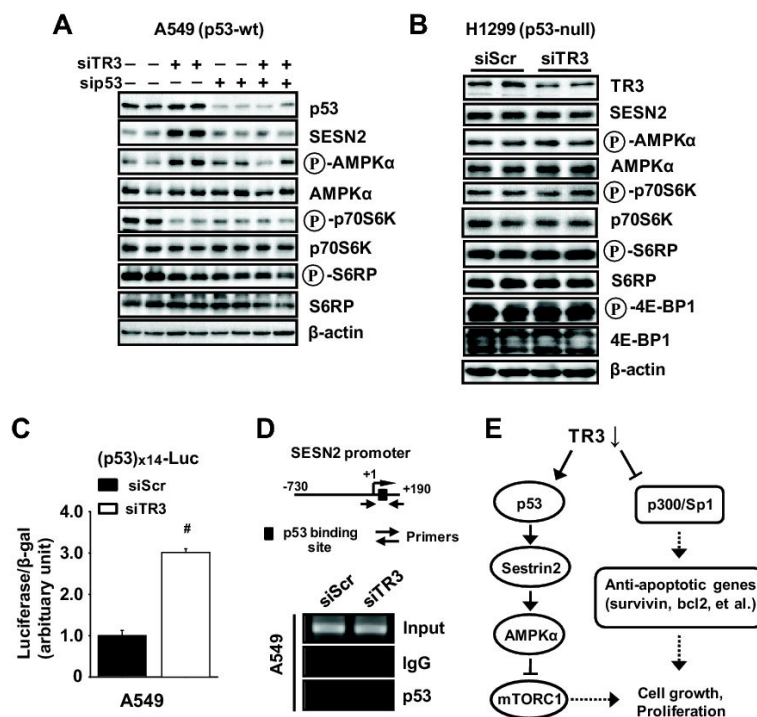 A
A549 (p53-wt)
siTR3 – – + + – – + +
sip53 – – – – + + + +
p53
SESN2
P-AMPKα
AMPKα
P-p70S6K
p70S6K
P-S6RP
S6RP
β-actin
B
H1299 (p53-null)
siScr siTR3
TR3
SESN2
P-AMPKα
AMPKα
P-p70S6K
p70S6K
P-S6RP
S6RP
P-4E-BP1
4E-BP1
β-actin
C
(p53)x14-Luc
siScr
siTR3
Luciferase/β-gal
(arbituary unit)
4.0
3.0
2.0
1.0
0
#
A549
D
SESN2 promoter
+1
-730 +190
p53 binding
site
Primers
siScr siTR3
A549
Input
IgG
p53
E
TR3 ↓
p53
p300/Sp1
Sestrin2
Anti-apoptotic genes
(survivin, bcl2, et al.)
AMPKα
mTORC1
Cell growth,
Proliferation